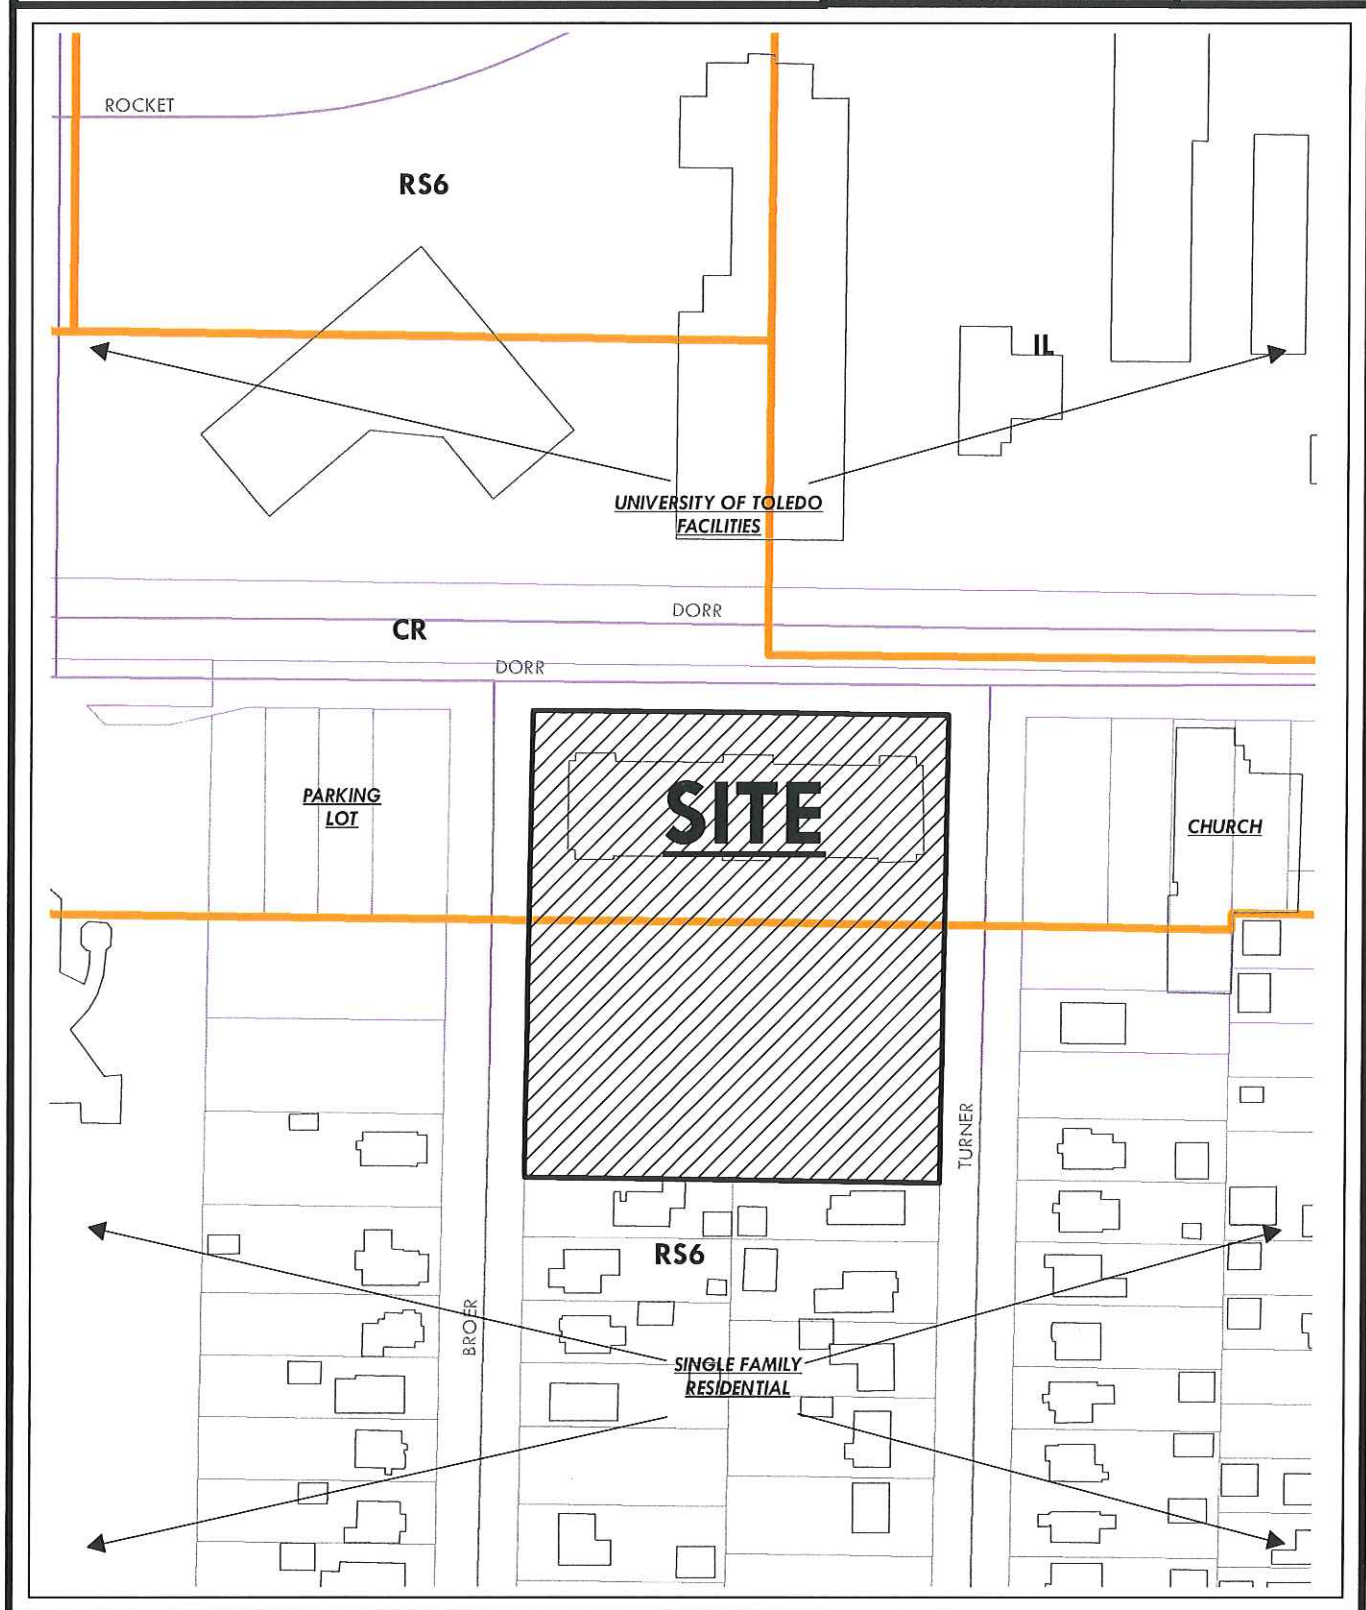 ROCKET
RS6
IL
UNIVERSITY OF TOLEDO
FACILITIES
DORR
CR
DORR
PARKING
LOT
SITE
CHURCH
TURNER
RS6
BROER
SINGLE FAMILY
RESIDENTIAL